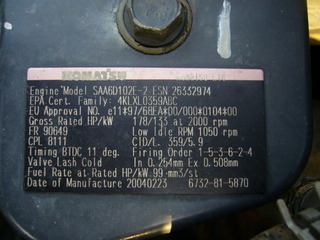 KOMATSU
Engine Model SAA6D102E-2 ESN 26332974
EPA Cert. Family: 4KLXL0359ABC
EU Approval NO. e11*97/68EA*00/000*0104*00
Gross Rated HP/kW 178/133 at 2000 rpm
FR 90649 Low Idle RPM 1050 rpm
CPL 8111 CID/L. 359/5.9
Timing BTDC 11 deg. Firing Order 1-5-3-6-2-4
Valve Lash Cold In 0.254mm Ex 0.508mm
Fuel Rate at Rated HP/kW 99 mm3/st
Date of Manufacture 20040223 6732-81-5870